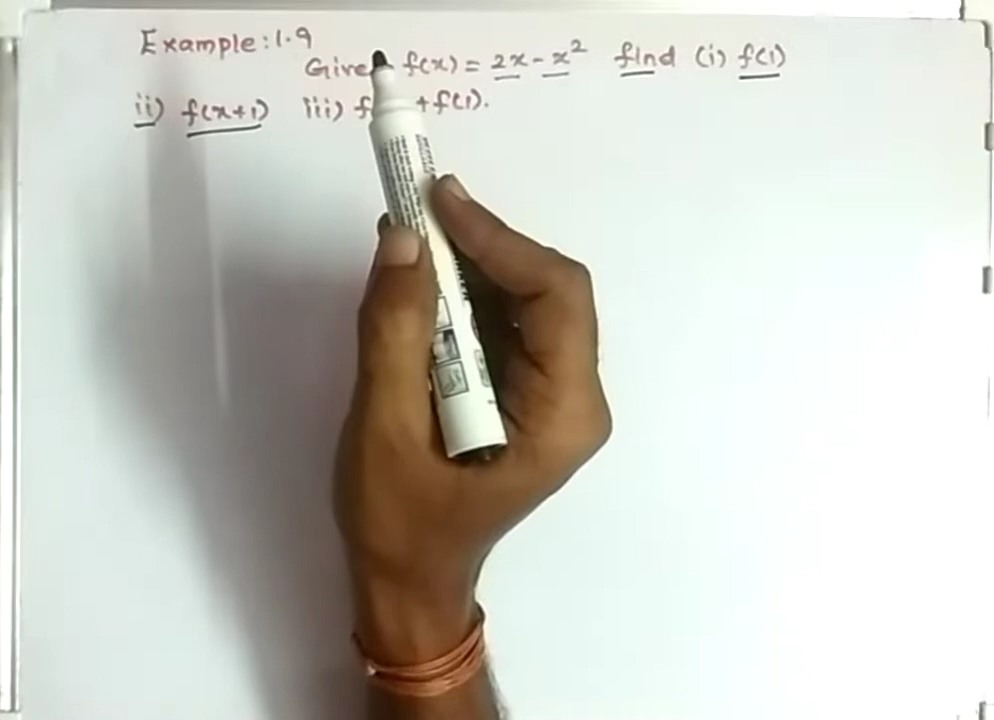 Example: 1.9
Given f(x) = 2x - x² find (i) f(1)
ii) f(x+1) iii) f + f(1).